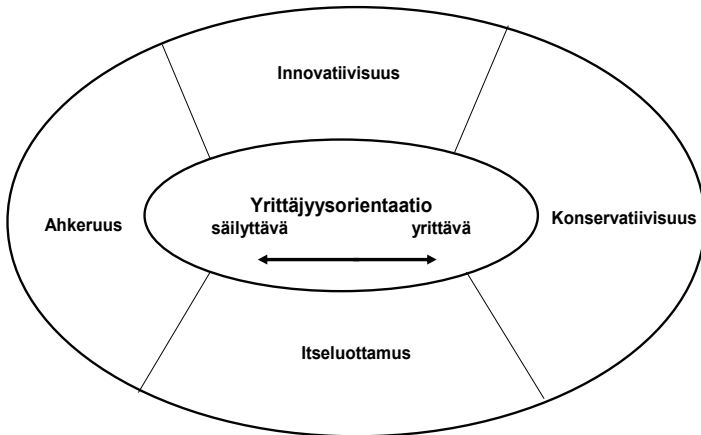 Innovatiivisuus
Yrittäjyysorientaatio
Ahkeruus
säilyttävä
yrittävä
Konservatiivisuus
Itseluottamus